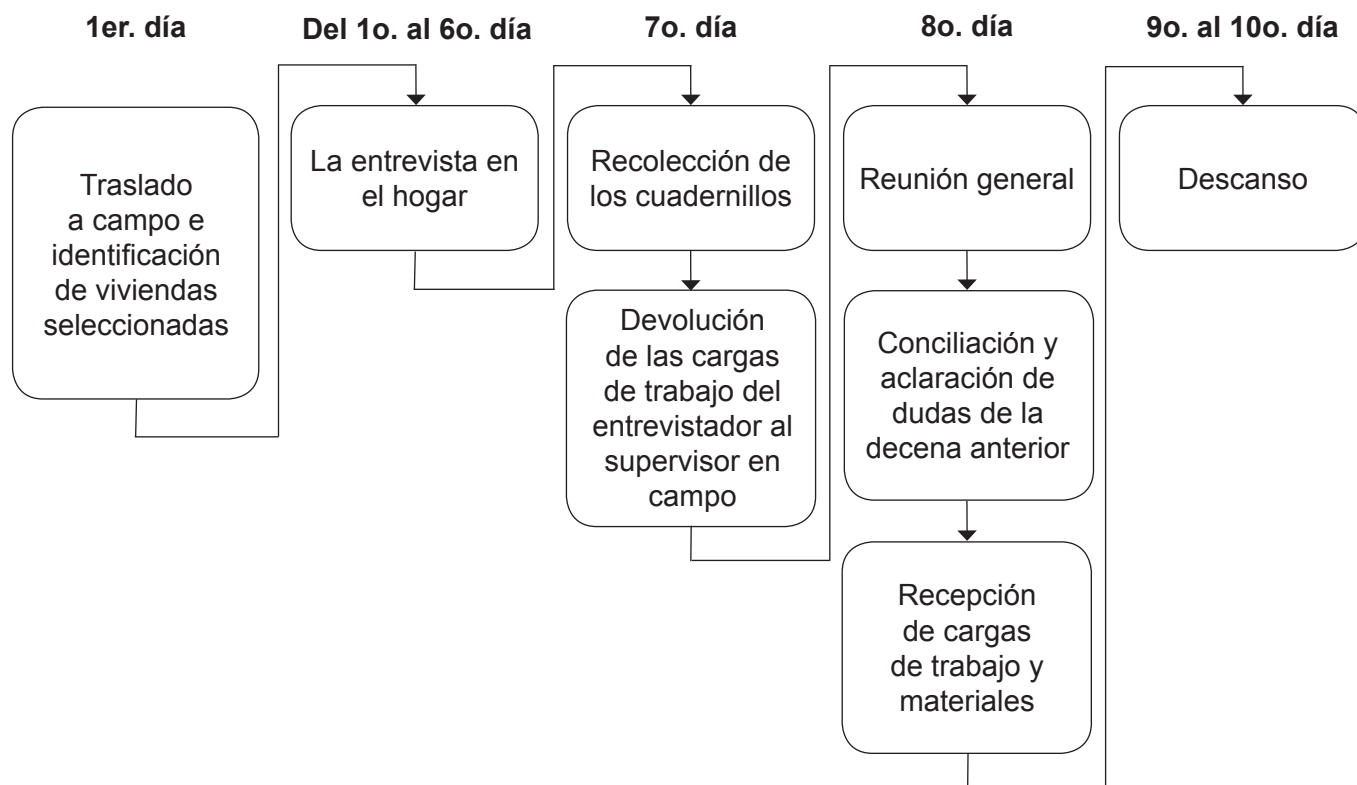 1er. día
Del 1o. al 6o. día
7o. día
8o. día
9o. al 10o. día
Traslado
a campo e
identificación
de viviendas
seleccionadas
La entrevista en
el hogar
Recolección de
los cuadernillos
Devolución
de las cargas
de trabajo del
entrevistador al
supervisor en
campo
Reunión general
Conciliación y
aclaración de
dudas de la
decena anterior
Recepción
de cargas
de trabajo y
materiales
Descanso